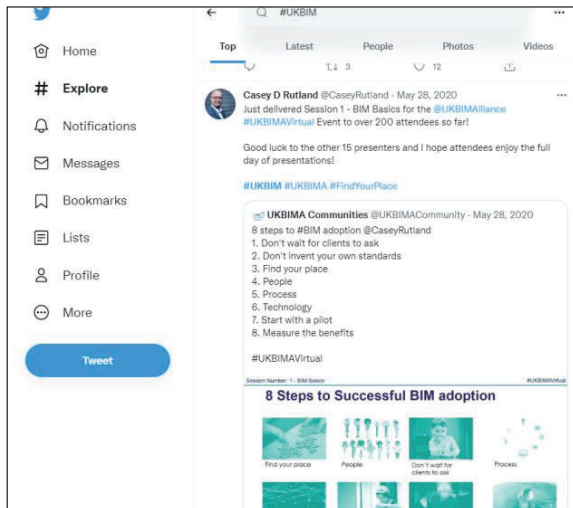 #UKBIM
Home
Explore
Notifications
Messages
Bookmarks
Lists
Profile
More
Tweet
Top Latest People Photos Videos
3 12
Casey D Rutland @CaseyRutland · May 28, 2020
Just delivered Session 1 - BIM Basics for the @UKBIMAlliance
#UKBIMAVirtual Event to over 200 attendees so far!
Good luck to the other 15 presenters and I hope attendees enjoy the full
day of presentations!
#UKBIM #UKBIMA #FindYourPlace
UKBIMA Communities @UKBIMACommunity · May 28, 2020
8 steps to #BIM adoption @CaseyRutland
1. Don't wait for clients to ask
2. Don't invent your own standards
3. Find your place
4. People
5. Process
6. Technology
7. Start with a pilot
8. Measure the benefits
#UKBIMAVirtual
Session Number: 1 - BIM Basics #UKBIMAVirtual
8 Steps to Successful BIM adoption
Find your place People Don't wait for Process
clients to ask